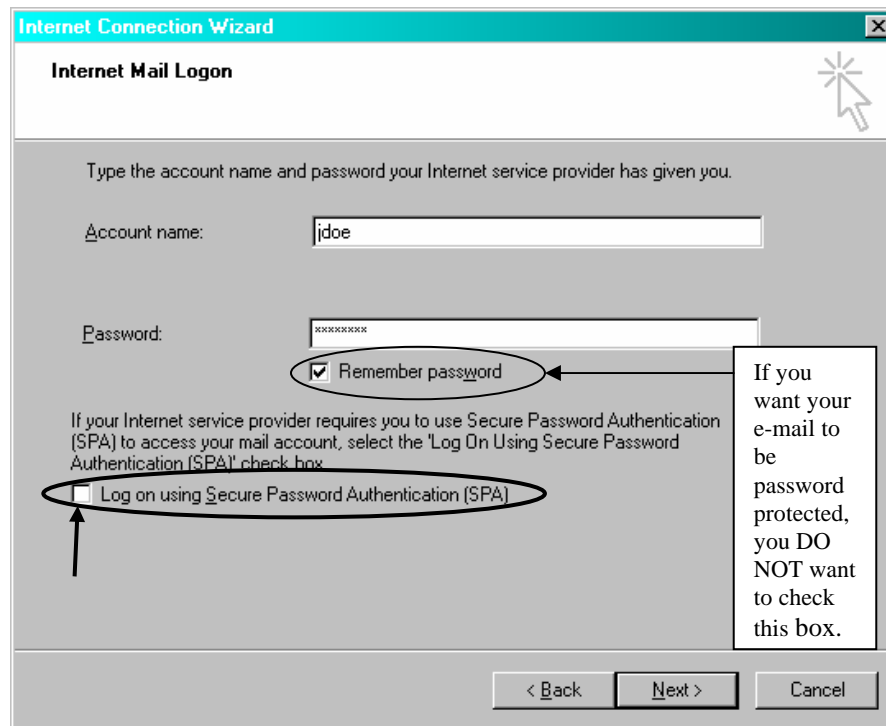 Internet Connection Wizard
Internet Mail Logon
Type the account name and password your Internet service provider has given you.
Account name:
jdoe
Password:
xxxxxxxx
Remember password
If you
want your
e-mail to
be
password
protected,
you DO
NOT want
to check
this box.
If your Internet service provider requires you to use Secure Password Authentication
(SPA) to access your mail account, select the 'Log On Using Secure Password
Authentication (SPA)' check box.
Log on using Secure Password Authentication (SPA)
< Back
Next >
Cancel